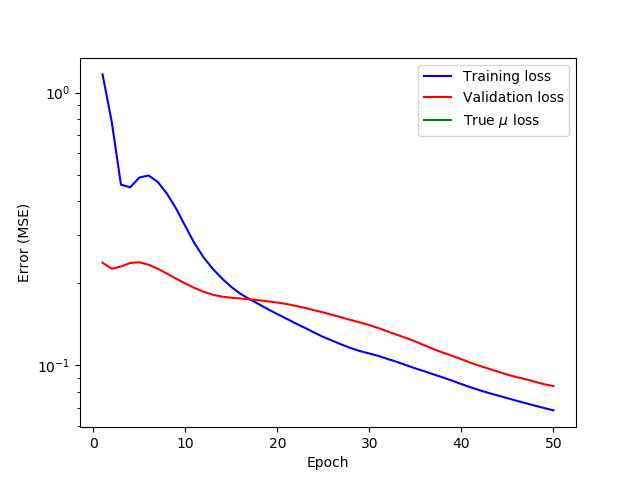 Training loss
Validation loss
True μ loss
10⁰
10⁻¹
Error (MSE)
0 10 20 30 40 50
Epoch